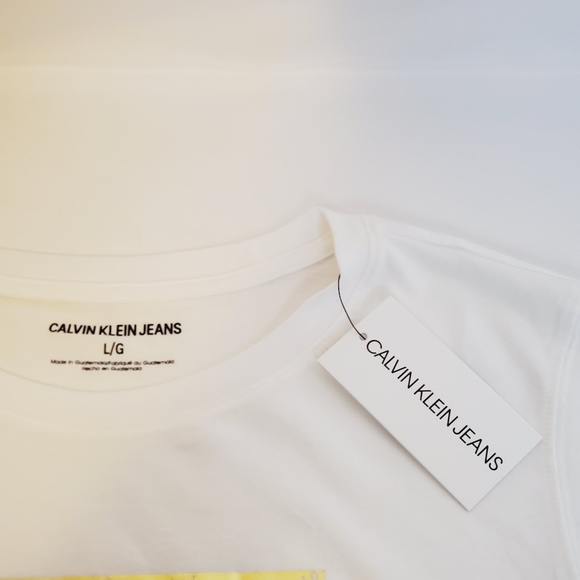 CALVIN KLEIN JEANS
L/G
Made in Guatemala/Fabriqué au Guatemala
Hecho en Guatemala
CALVIN KLEIN JEANS